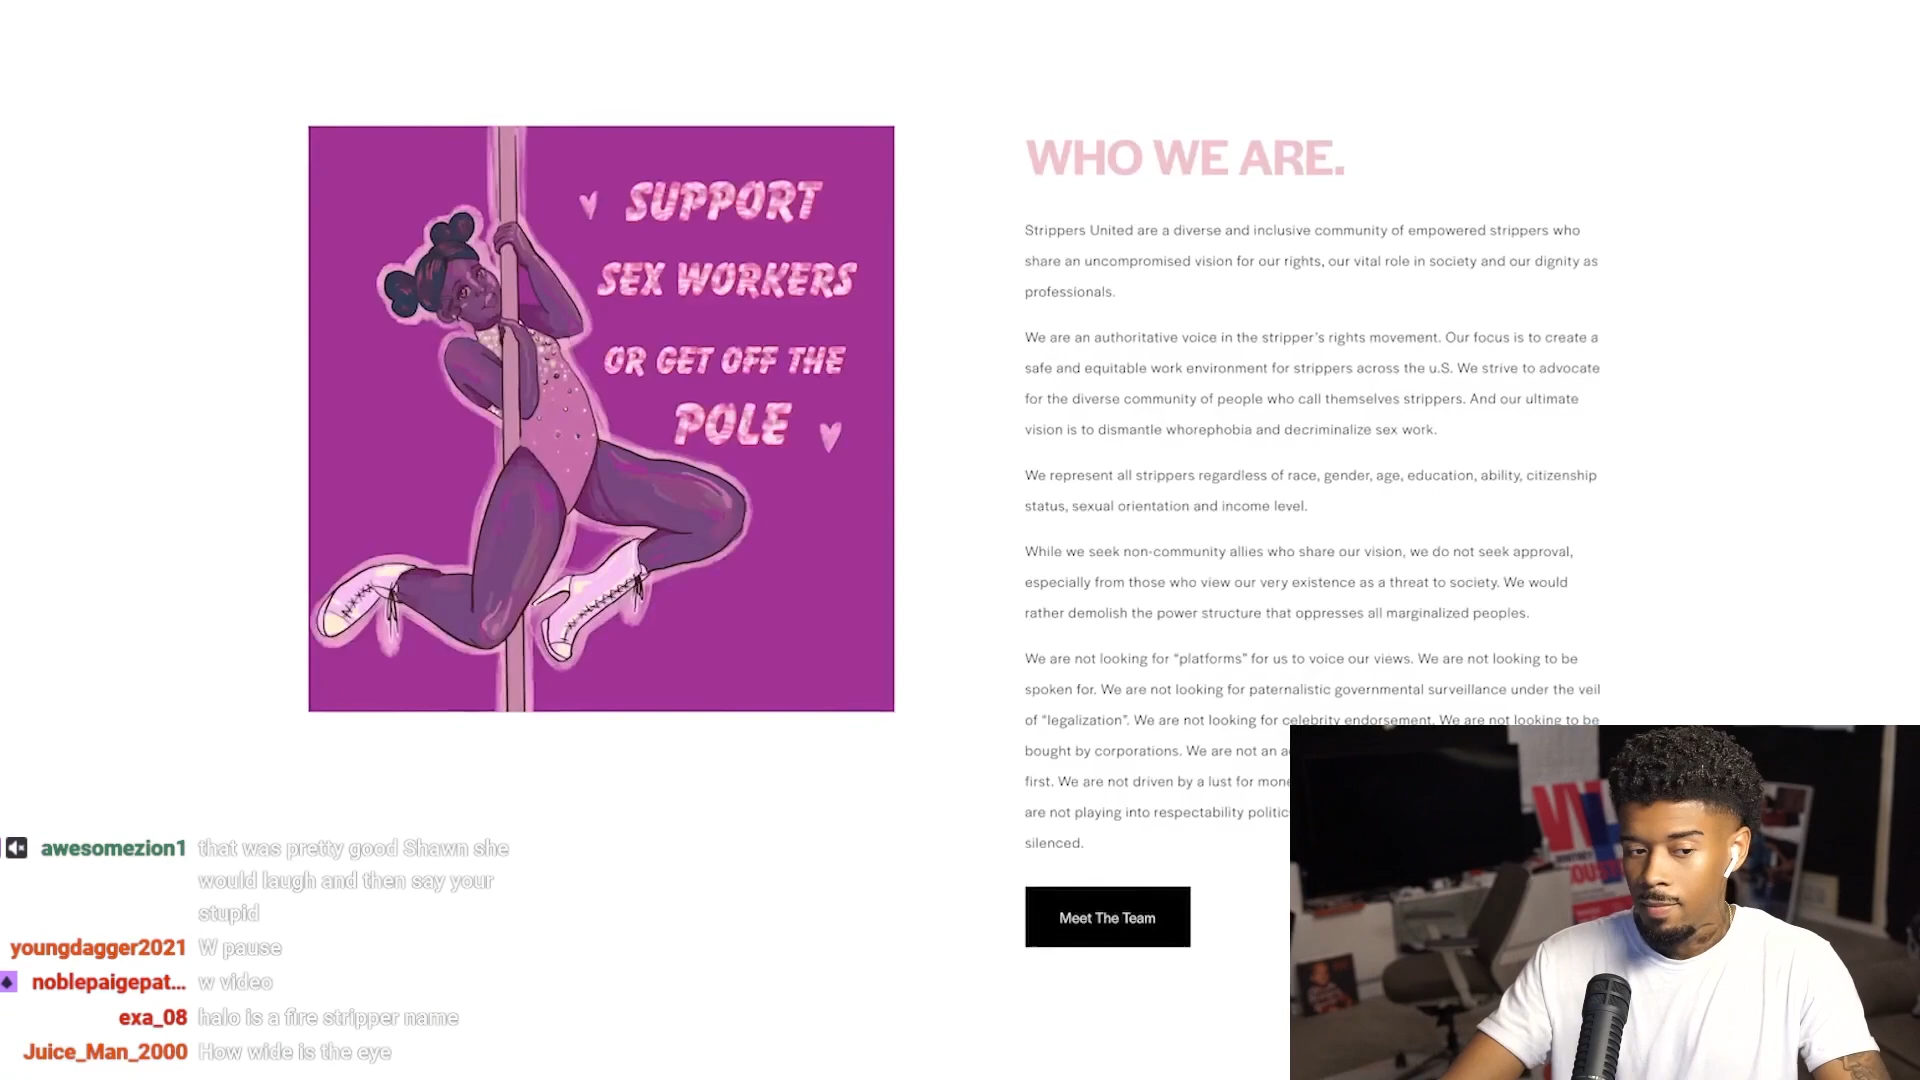 SUPPORT
SEX WORKERS
OR GET OFF THE
POLE
WHO WE ARE.
Strippers United are a diverse and inclusive community of empowered strippers who
share an uncompromised vision for our rights, our vital role in society and our dignity as
professionals.
We are an authoritative voice in the stripper's rights movement. Our focus is to create a
safe and equitable work environment for strippers across the u.S. We strive to advocate
for the diverse community of people who call themselves strippers. And our ultimate
vision is to dismantle whorephobia and decriminalize sex work.
We represent all strippers regardless of race, gender, age, education, ability, citizenship
status, sexual orientation and income level.
While we seek non-community allies who share our vision, we do not seek approval,
especially from those who view our very existence as a threat to society. We would
rather demolish the power structure that oppresses all marginalized peoples.
We are not looking for “platforms” for us to voice our views. We are not looking to be
spoken for. We are not looking for paternalistic governmental surveillance under the veil
of “legalization”. We are not looking for celebrity endorsement. We are not looking to be
bought by corporations. We are not an
first. We are not driven by a lust for
are not playing into respectability
silenced.
Meet The Team
awesomezion1 that was pretty good Shawn she
would laugh and then say your
stupid
youngdagger2021 W pause
noblepaigepat... w video
exa_08 halo is a fire stripper name
Juice_Man_2000 How wide is the eye